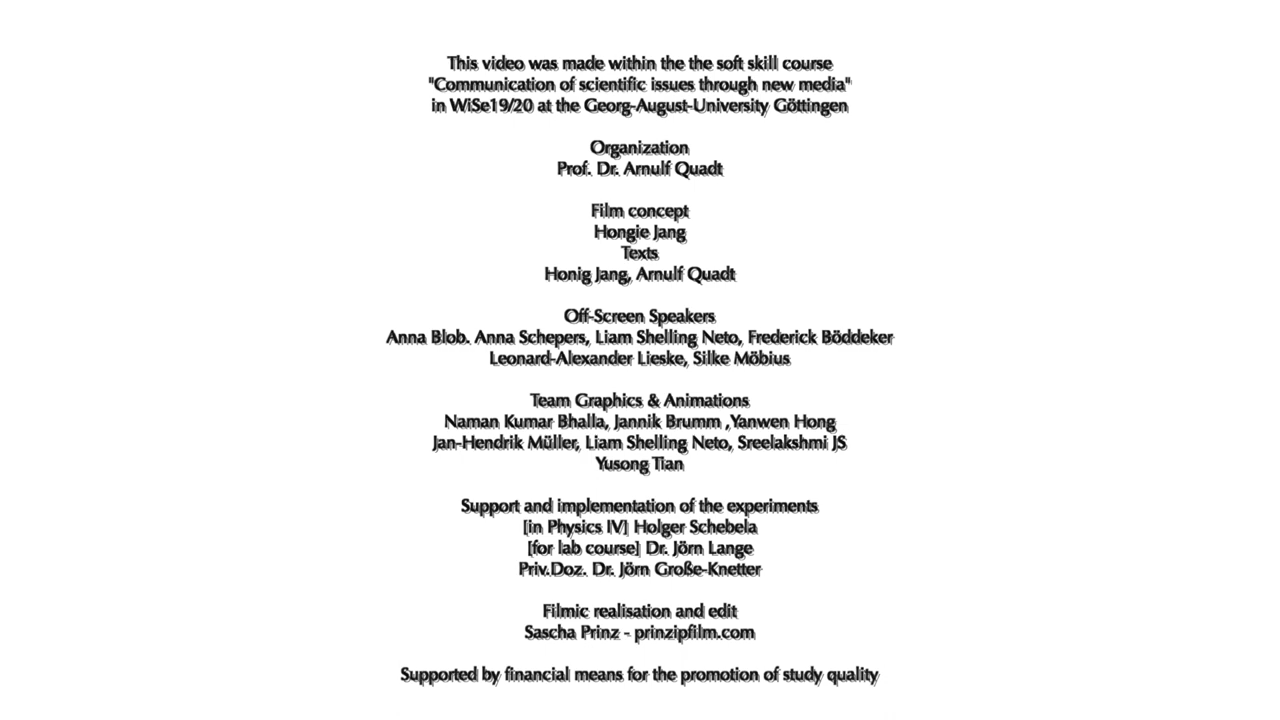 This video was made within the the soft skill course
"Communication of scientific issues through new media"
in WiSe19/20 at the Georg-August-University Göttingen
Organization
Prof. Dr. Arnulf Quadt
Film concept
Hongie Jang
Texts
Honig Jang, Arnulf Quadt
Off-Screen Speakers
Anna Blob. Anna Schepers, Liam Shelling Neto, Frederick Böddeker
Leonard-Alexander Lieske, Silke Möbius
Team Graphics & Animations
Naman Kumar Bhalla, Jannik Brumm ,Yanwen Hong
Jan-Hendrik Müller, Liam Shelling Neto, Sreelakshmi JS
Yusong Tian
Support and implementation of the experiments
[in Physics IV] Holger Schebela
[for lab course] Dr. Jörn Lange
Priv.Doz. Dr. Jörn Große-Knetter
Filmic realisation and edit
Sascha Prinz - prinzipfilm.com
Supported by financial means for the promotion of study quality